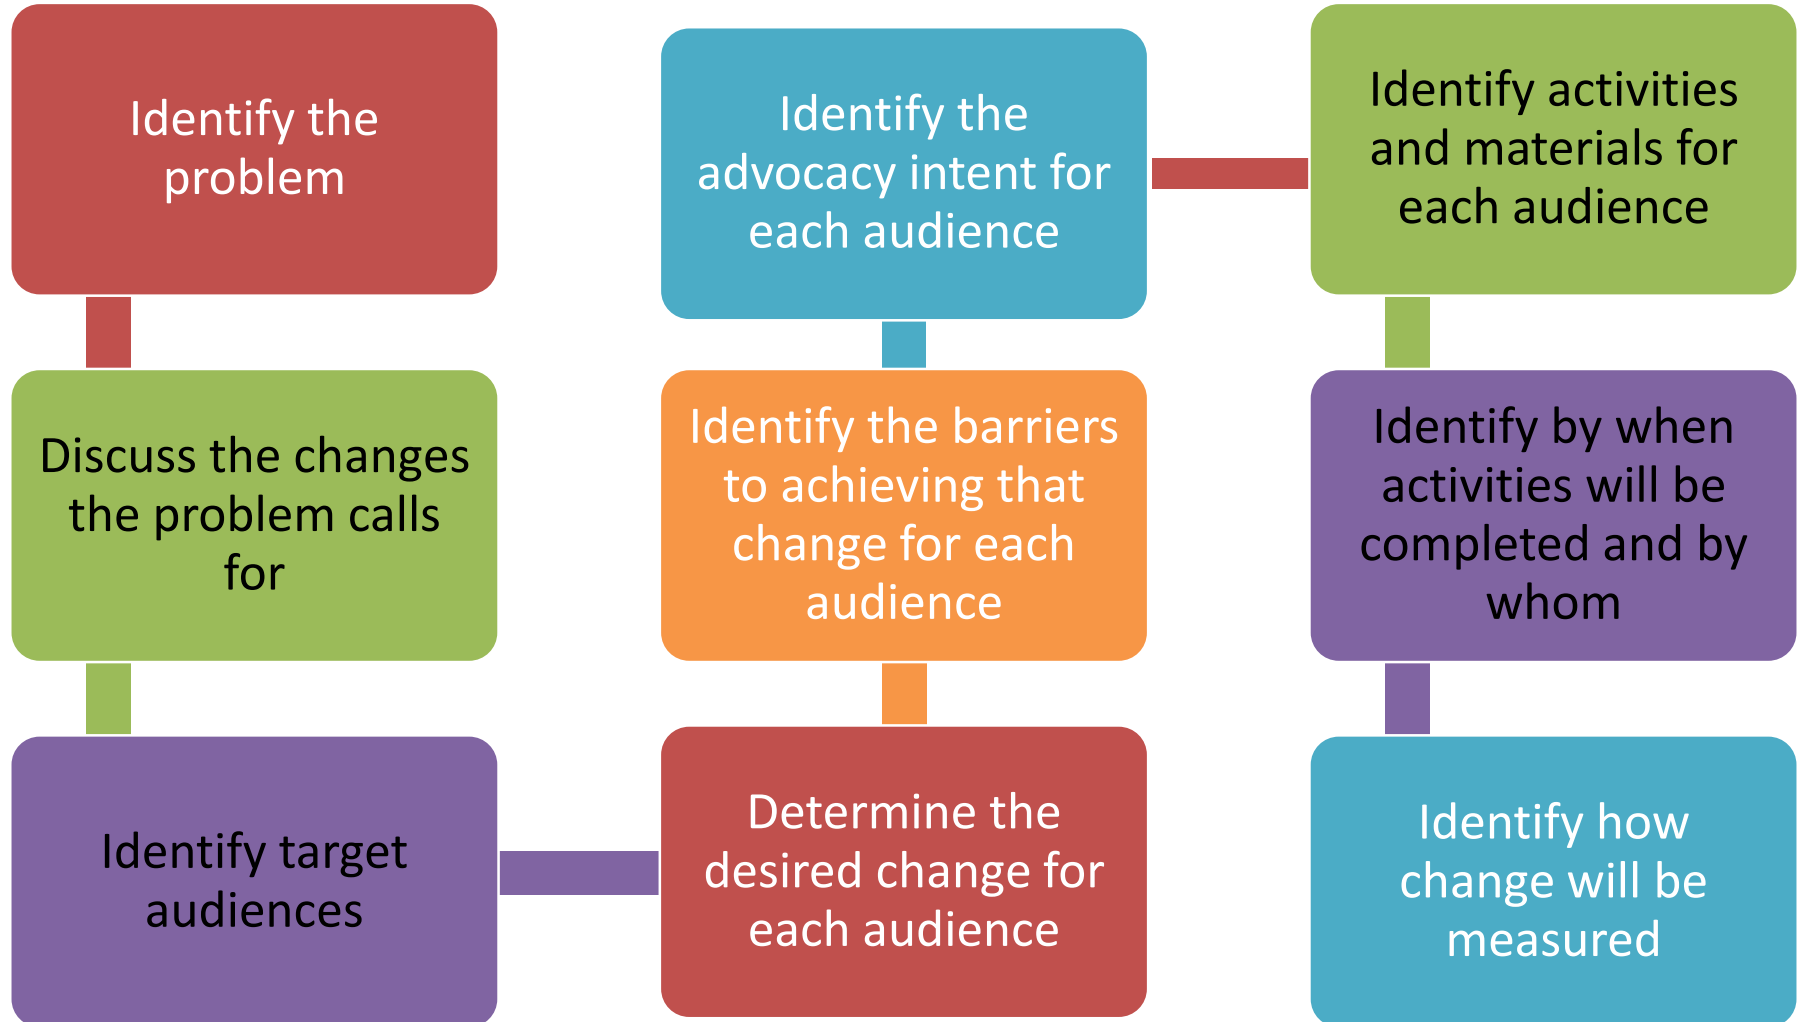 Identify the
problem
Discuss the changes
the problem calls
for
Identify target
audiences
Determine the
desired change for
each audience
Identify the barriers
to achieving that
change for each
audience
Identify the
advocacy intent for
each audience
Identify activities
and materials for
each audience
Identify by when
activities will be
completed and by
whom
Identify how
change will be
measured